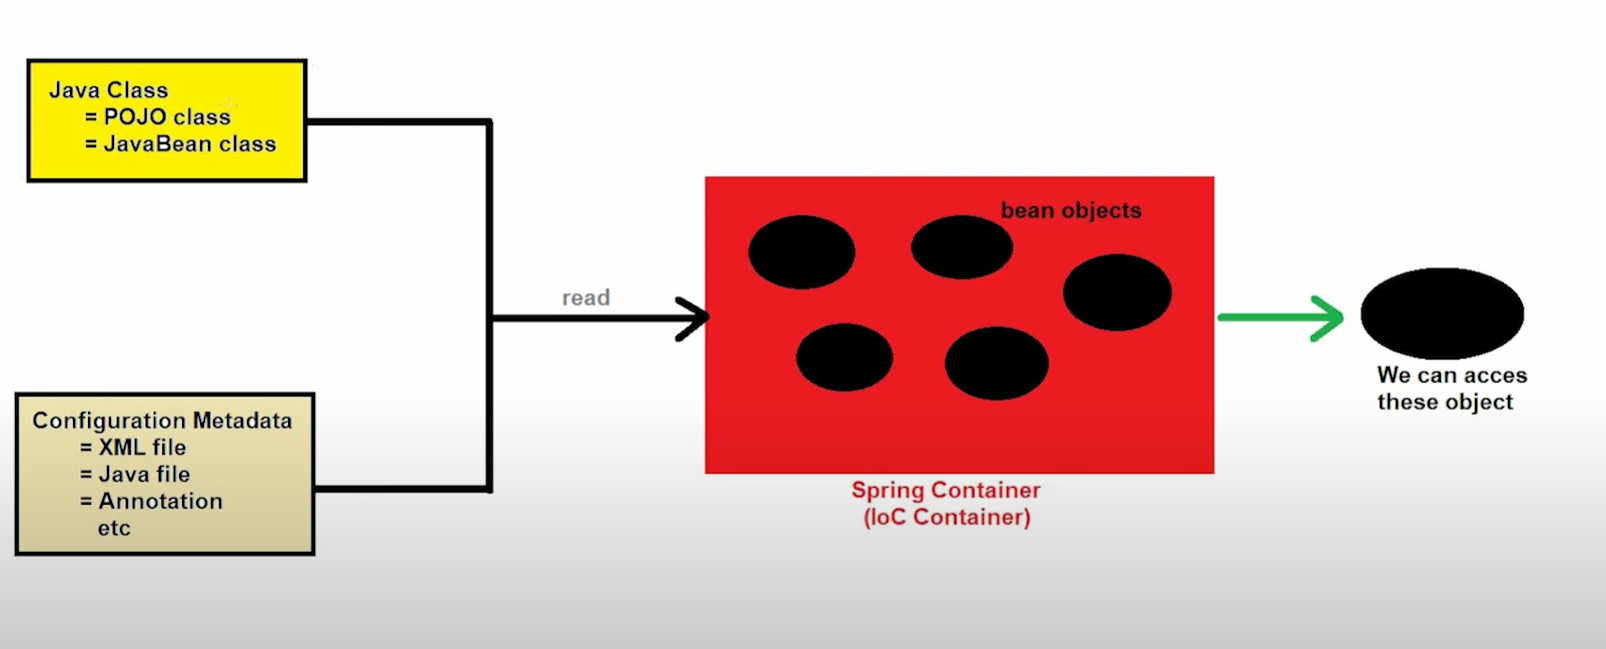 Java Class
= POJO class
= JavaBean class
Configuration Metadata
= XML file
= Java file
= Annotation
etc
read
bean objects
Spring Container
(IoC Container)
We can acces
these object